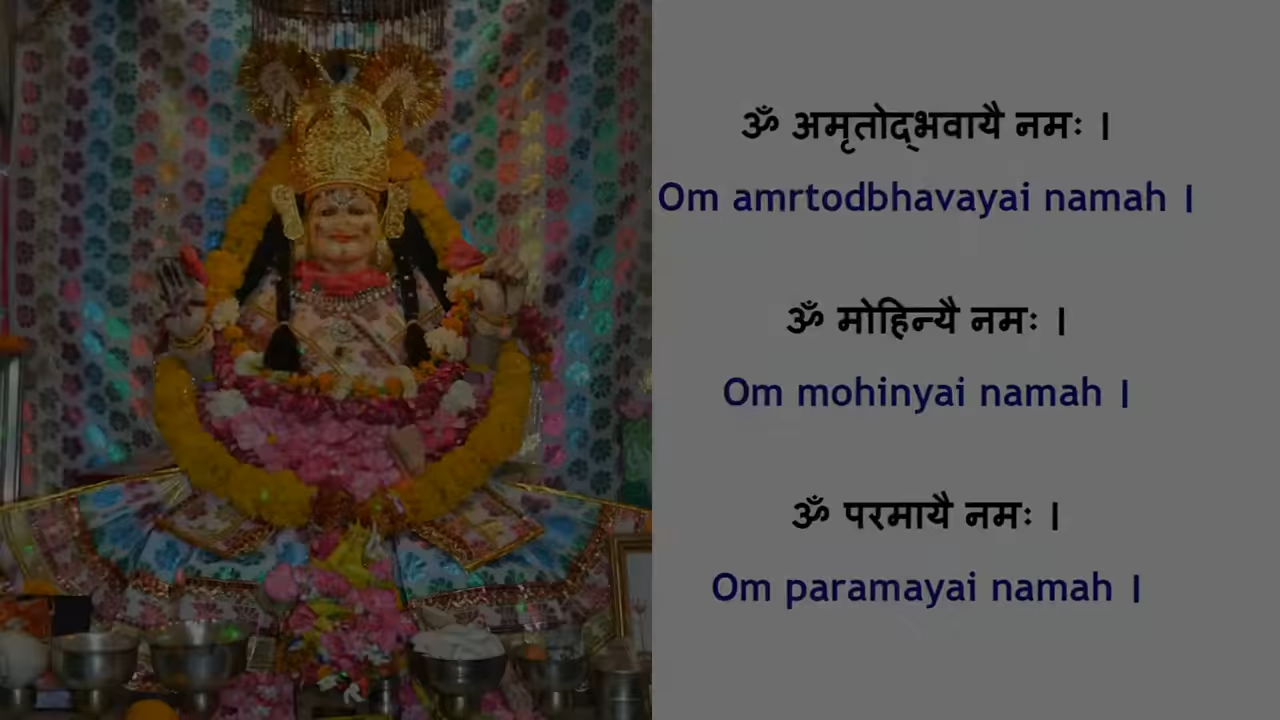 ॐ अमृतोद्भवायै नमः ।
Om amrtodbhavayai namah ।
ॐ मोहिन्यै नमः ।
Om mohinyai namah ।
ॐ परमायै नमः ।
Om paramayai namah ।